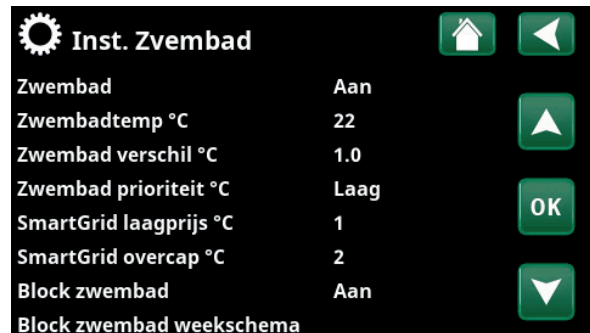 Inst. Zvembad
Zwembad Aan
Zwembadtemp °C 22
Zwembad verschil °C 1.0
Zwembad prioriteit °C Laag
SmartGrid laagprijs °C 1
SmartGrid overcap °C 2
Block zwembad Aan
Block zwembad weekschema
OK